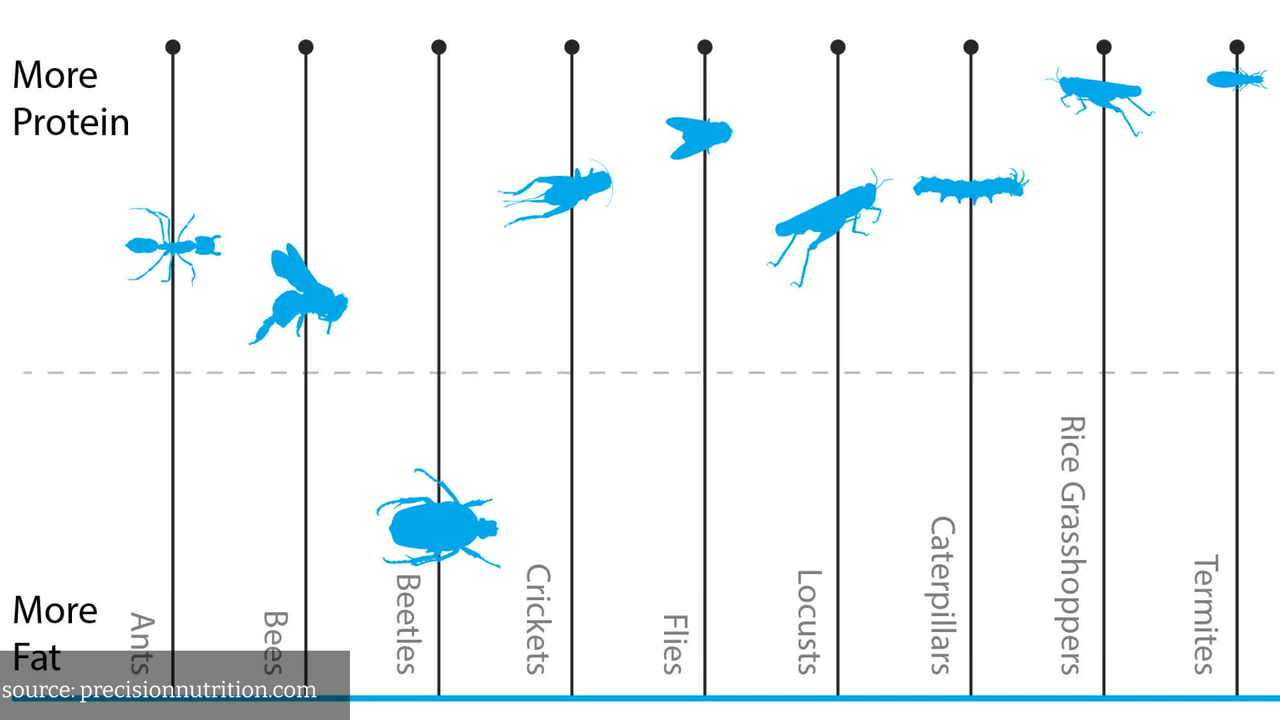 More
Protein
More
Fat
Ants
Bees
Beetles
Crickets
Flies
Locusts
Caterpillars
Rice Grasshoppers
Termites
source: precisionnutrition.com